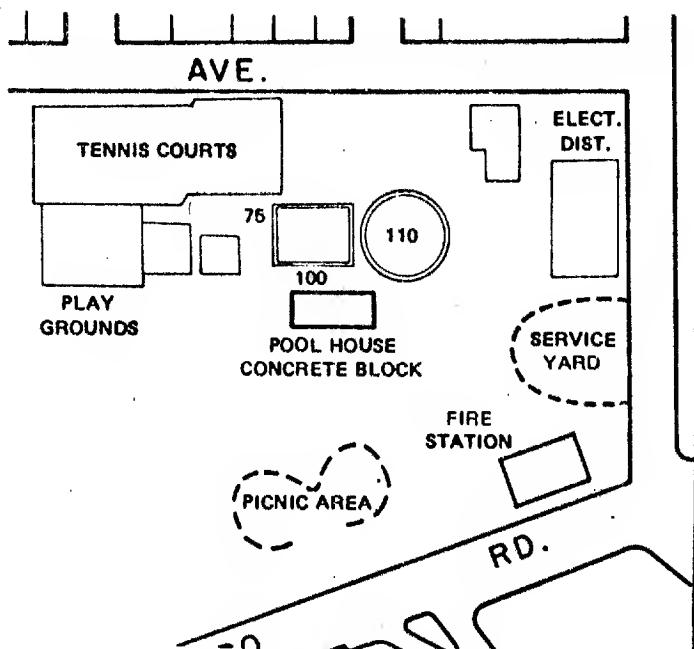 AVE.
TENNIS COURTS
ELECT.
DIST.
75
110
100
PLAY
GROUNDS
POOL HOUSE
CONCRETE BLOCK
SERVICE
YARD
FIRE
STATION
PICNIC AREA
RD.